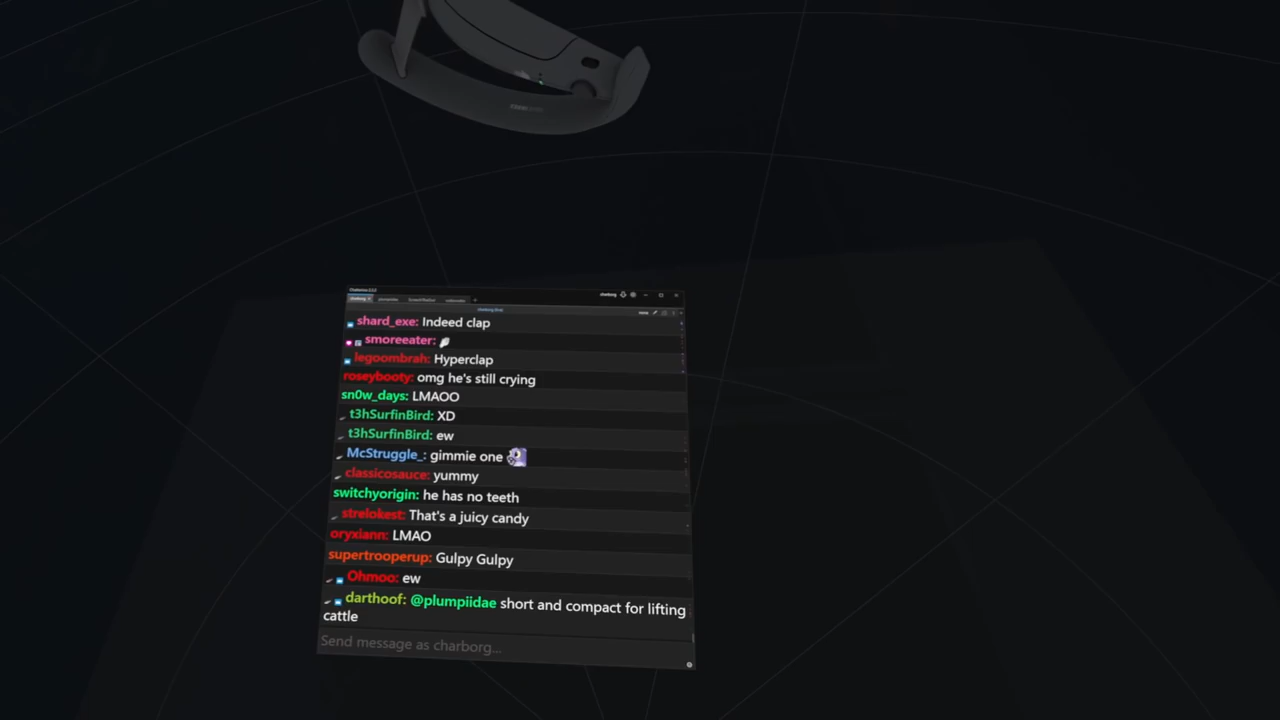 charborg
charborg
shard_exe: Indeed clap
smoreeater:
legoombrah: Hyperclap
roseybooty: omg he's still crying
sn0w_days: LMAOO
t3hSurfinBird: XD
t3hSurfinBird: ew
McStruggle_: gimmie one
classicosauce: yummy
switchyorigin: he has no teeth
strelokest: That's a juicy candy
oryxiann: LMAO
supertrooperup: Gulpy Gulpy
Ohmoo: ew
darthoof: @plumpiidae short and compact for lifting
cattle
Send message as charborg...